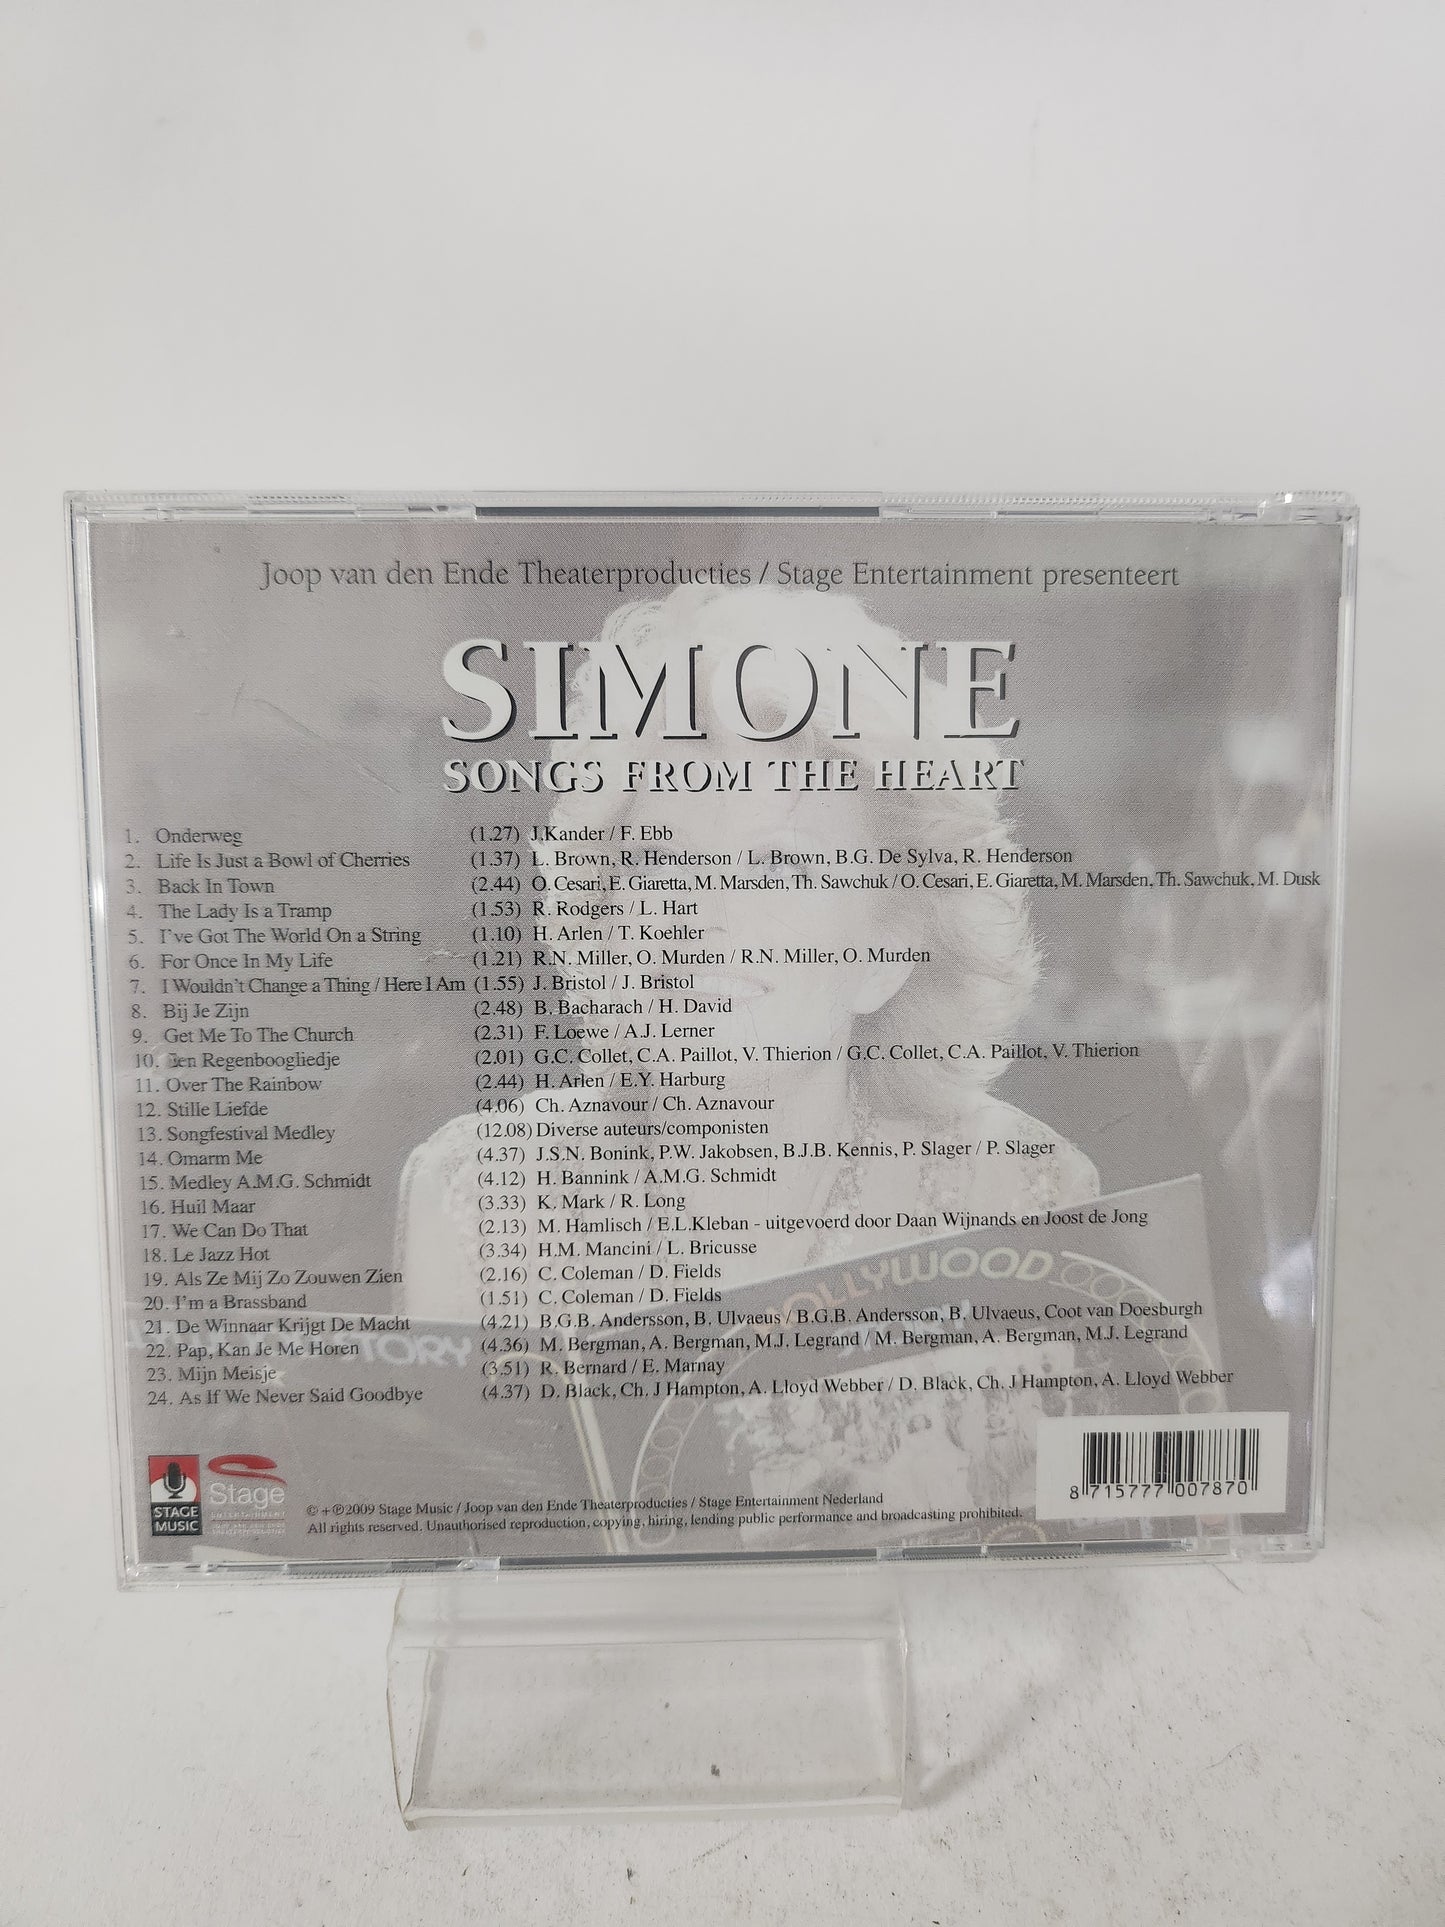 Joop van den Ende Theaterproducties / Stage Entertainment presenteert
SIMONE
SONGS FROM THE HEART
1. Onderweg (1.27) J.Kander / F. Ebb
2. Life Is Just a Bowl of Cherries (1.37) L. Brown, R. Henderson / L. Brown, B.G. De Sylva, R. Henderson
3. Back In Town (2.44) O. Cesari, E. Giaretta, M. Marsden, Th. Sawchuk / O. Cesari, E. Giaretta, M. Marsden, Th. Sawchuk, M. Dusk
4. The Lady Is a Tramp (1.53) R. Rodgers / L. Hart
5. I've Got The World On a String (1.10) H. Arlen / T. Koehler
6. For Once In My Life (1.21) R.N. Miller, O. Murden / R.N. Miller, O. Murden
7. I Wouldn't Change a Thing / Here I Am (1.55) J. Bristol / J. Bristol
8. Bij Je Zijn (2.48) B. Bacharach / H. David
9. Get Me To The Church (2.31) F. Loewe / A.J. Lerner
10. Een Regenboogliedje (2.01) G.C. Collet, C.A. Paillot, V. Thierion / G.C. Collet, C.A. Paillot, V. Thierion
11. Over The Rainbow (2.44) H. Arlen / E.Y. Harburg
12. Stille Liefde (4.06) Ch. Aznavour / Ch. Aznavour
13. Songfestival Medley (12.08) Diverse auteurs/componisten
14. Omarm Me (4.37) J.S.N. Bonink, P.W. Jakobsen, B.J.B. Kennis, P. Slager / P. Slager
15. Medley A.M.G. Schmidt (4.12) H. Bannink / A.M.G. Schmidt
16. Huil Maar (3.33) K. Mark / R. Long
17. We Can Do That (2.13) M. Hamlisch / E.L.Kleban - uitgevoerd door Daan Wijnands en Joost de Jong
18. Le Jazz Hot (3.34) H.M. Mancini / L. Bricusse
19. Als Ze Mij Zo Zouwen Zien (2.16) C. Coleman / D. Fields
20. I'm a Brassband (1.51) C. Coleman / D. Fields
21. De Winnaar Krijgt De Macht (4.21) B.G.B. Andersson, B. Ulvaeus / B.G.B. Andersson, B. Ulvaeus, Coot van Doesburgh
22. Pap, Kan Je Me Horen (4.36) M. Bergman, A. Bergman, M.J. Legrand / M. Bergman, A. Bergman, M.J. Legrand
23. Mijn Meisje (3.51) R. Bernard / E. Marnay
24. As If We Never Said Goodbye (4.37) D. Black, Ch. J Hampton, A. Lloyd Webber / D. Black, Ch. J Hampton, A. Lloyd Webber
HOLLYWOOD
STORY
STAGE
MUSIC
Stage
ENTERTAINMENT
© + ℗2009 Stage Music / Joop van den Ende Theaterproducties / Stage Entertainment Nederland
All rights reserved. Unauthorised reproduction, copying, hiring, lending public performance and broadcasting prohibited.
8 715777 007870